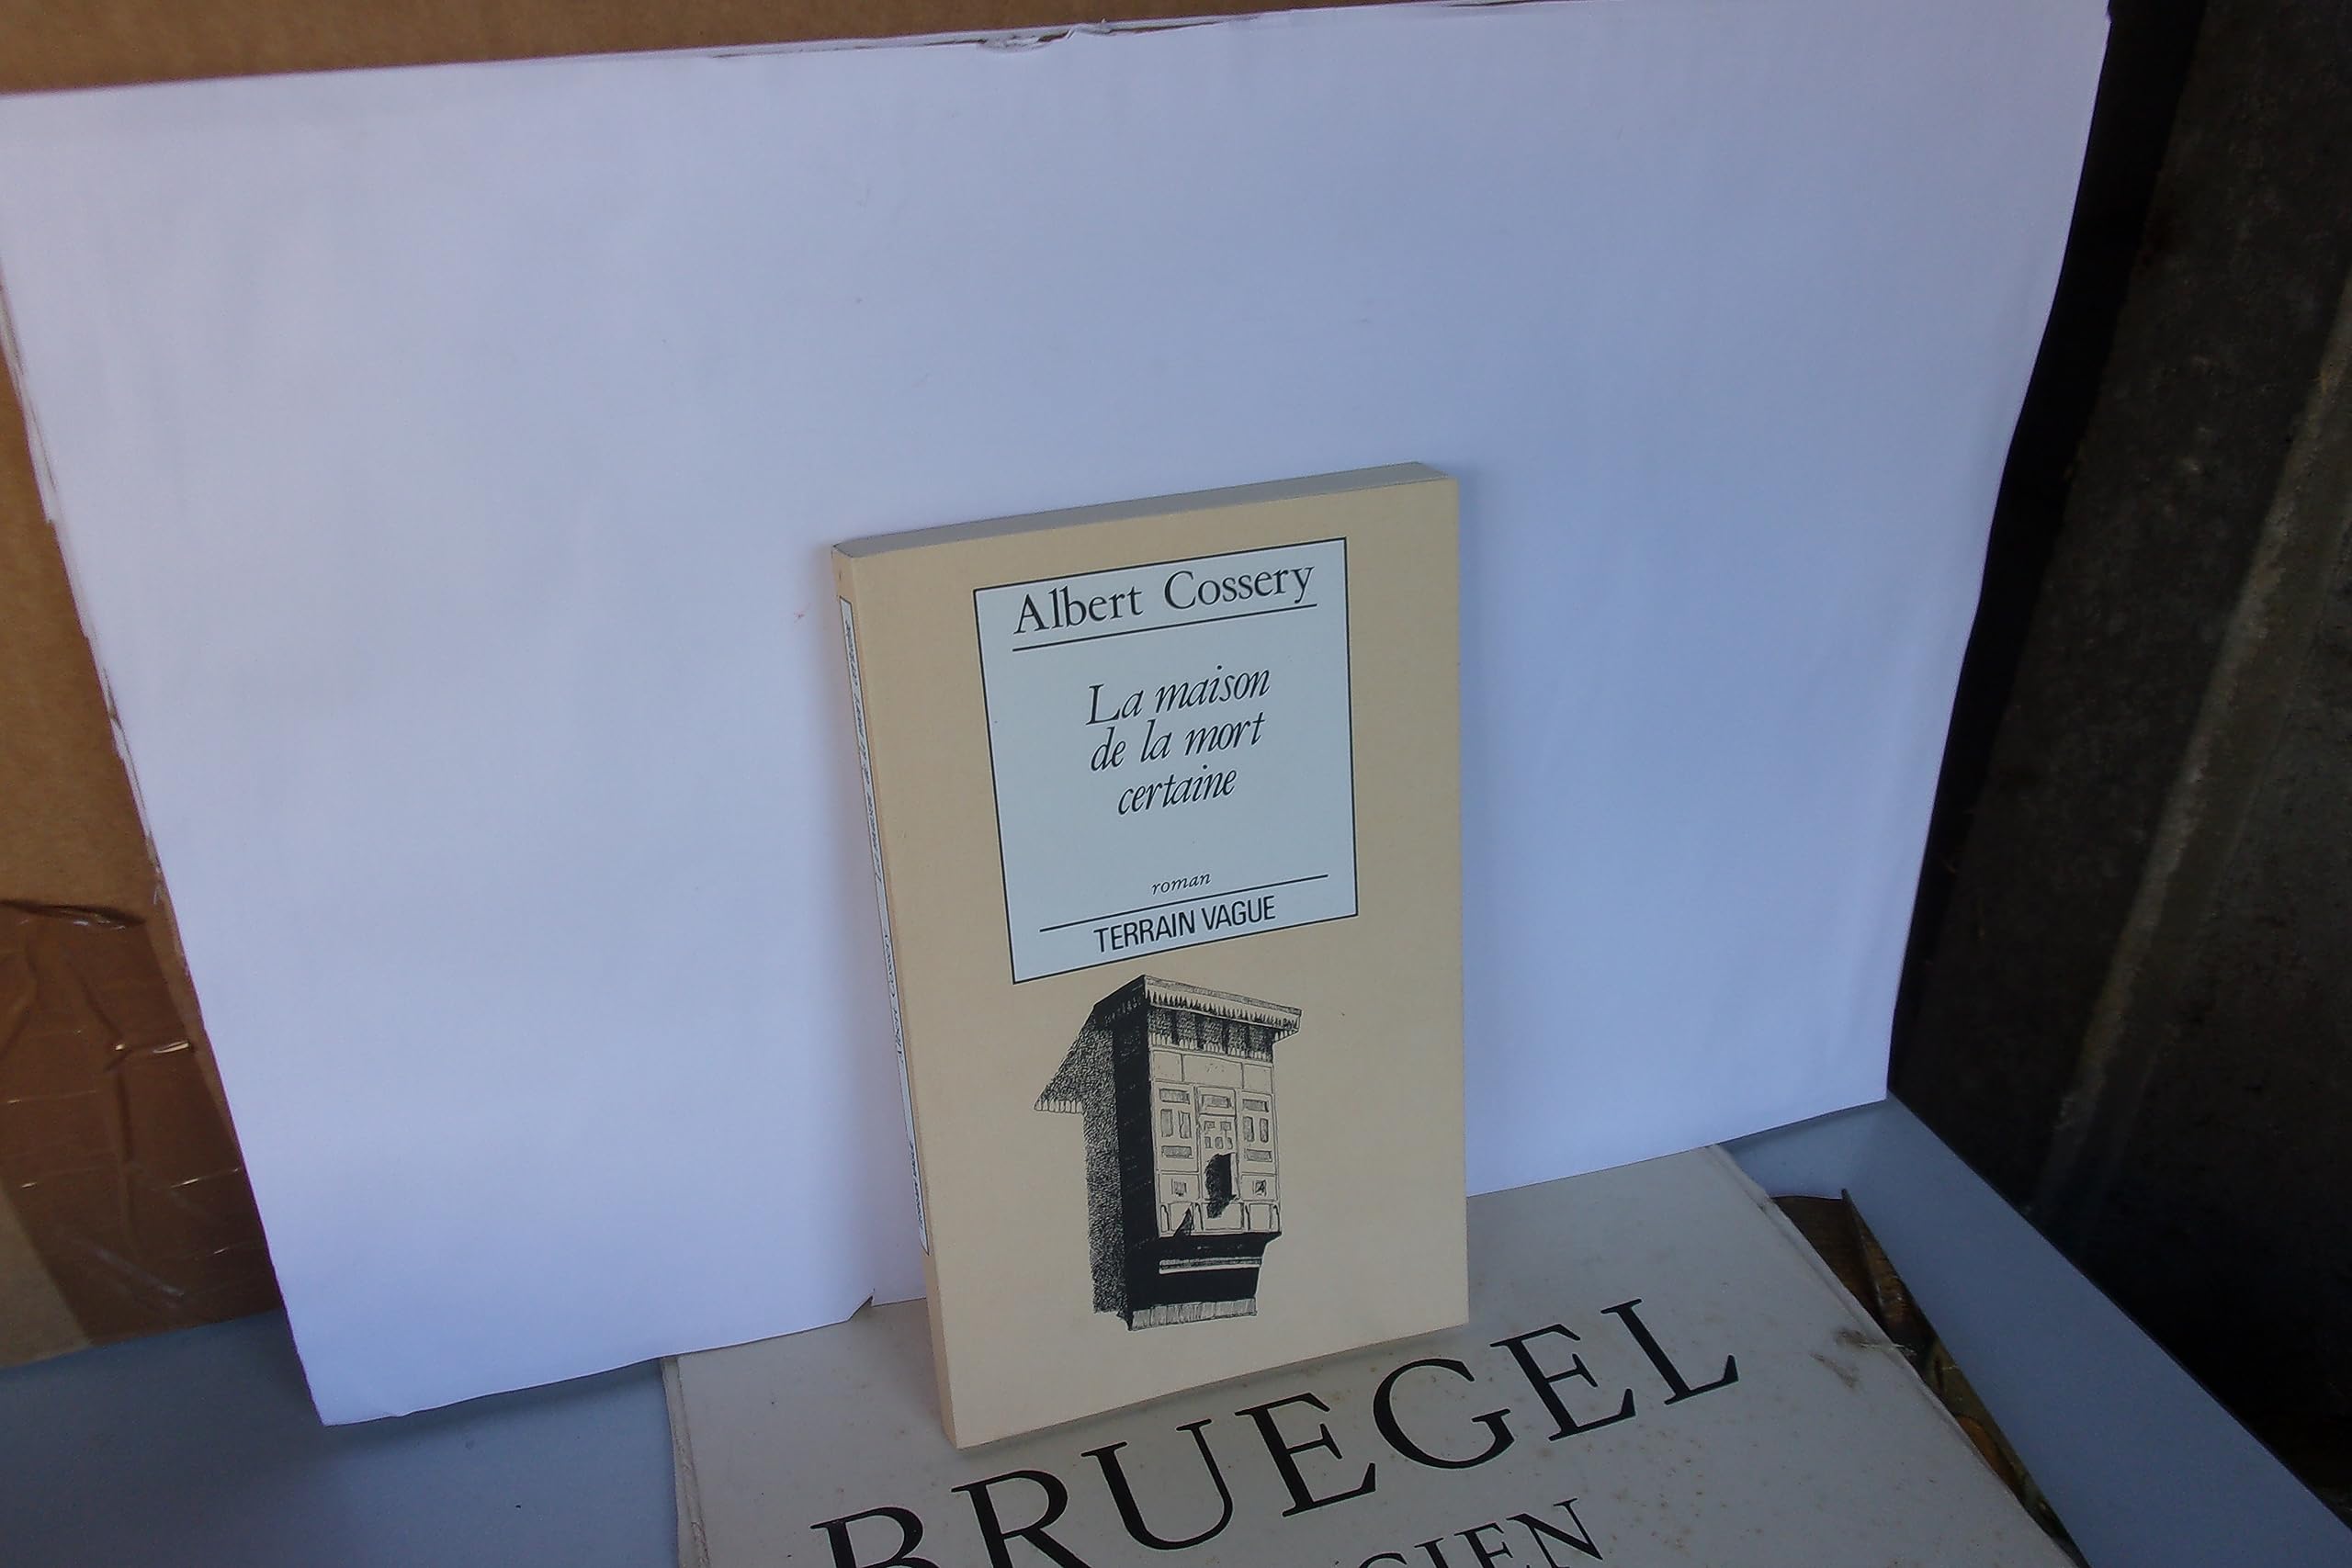 Albert Cossery
La maison
de la mort
certaine
roman
TERRAIN VAGUE
BRUEGEL